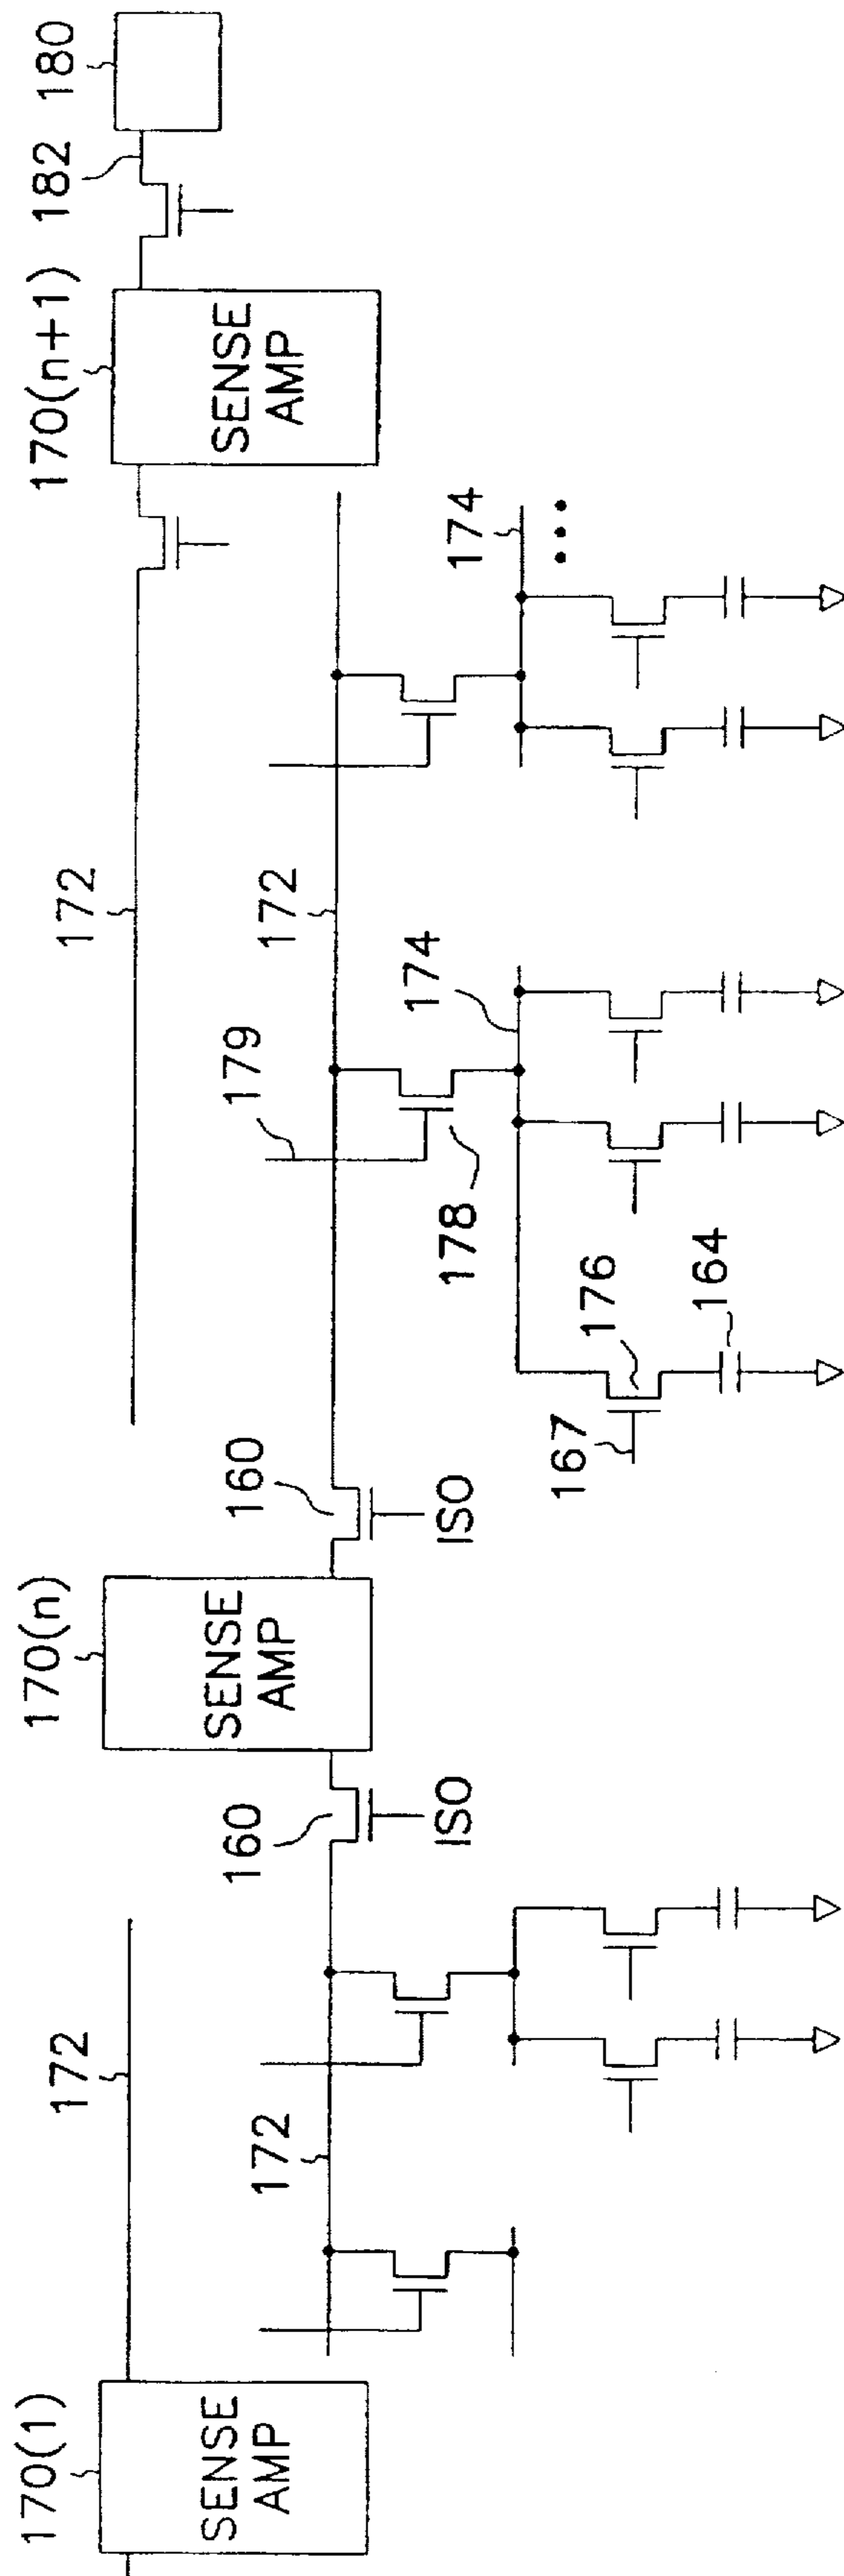 170(1)
SENSE
AMP
172
172
160
ISO
170(n)
SENSE
AMP
160
ISO
172
172
179
178
174
167
176
164
174
170(n+1)
SENSE
AMP
182
180